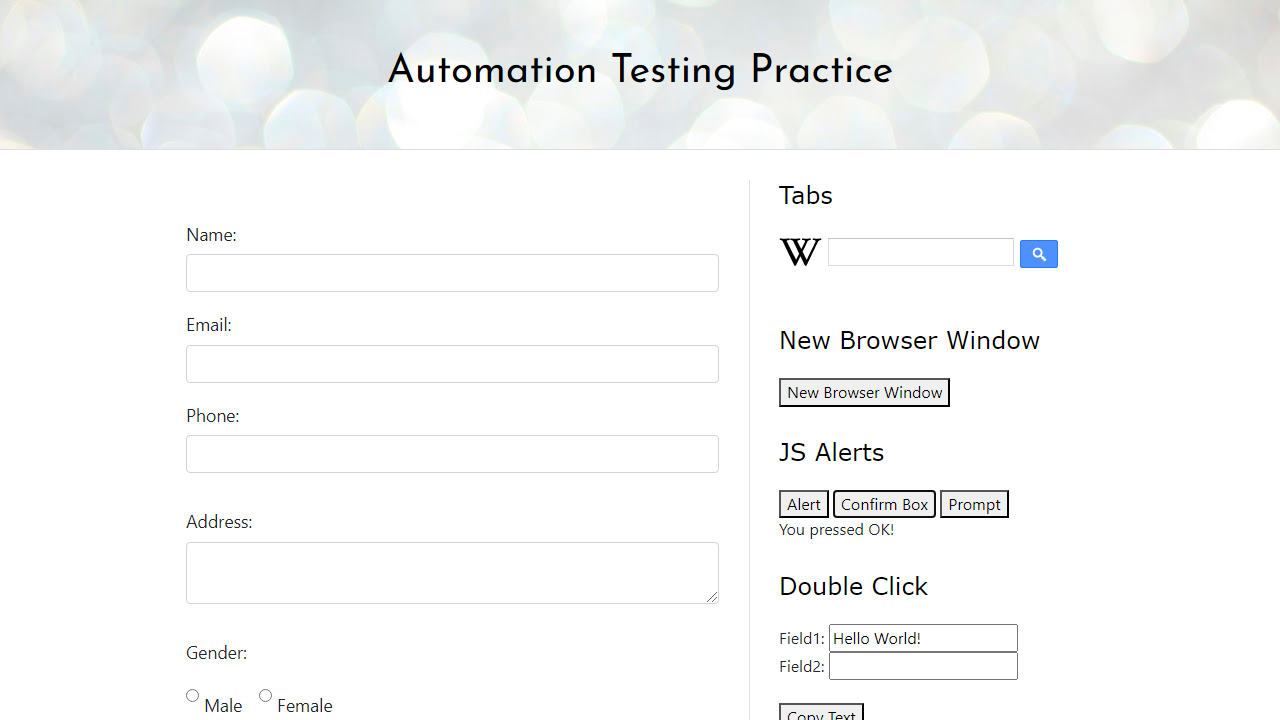 Automation Testing Practice
Name:
Email:
Phone:
Address:
Gender:
Male Female
Tabs
W
New Browser Window
New Browser Window
JS Alerts
Alert Confirm Box Prompt
You pressed OK!
Double Click
Field1: Hello World!
Field2:
Copy Text